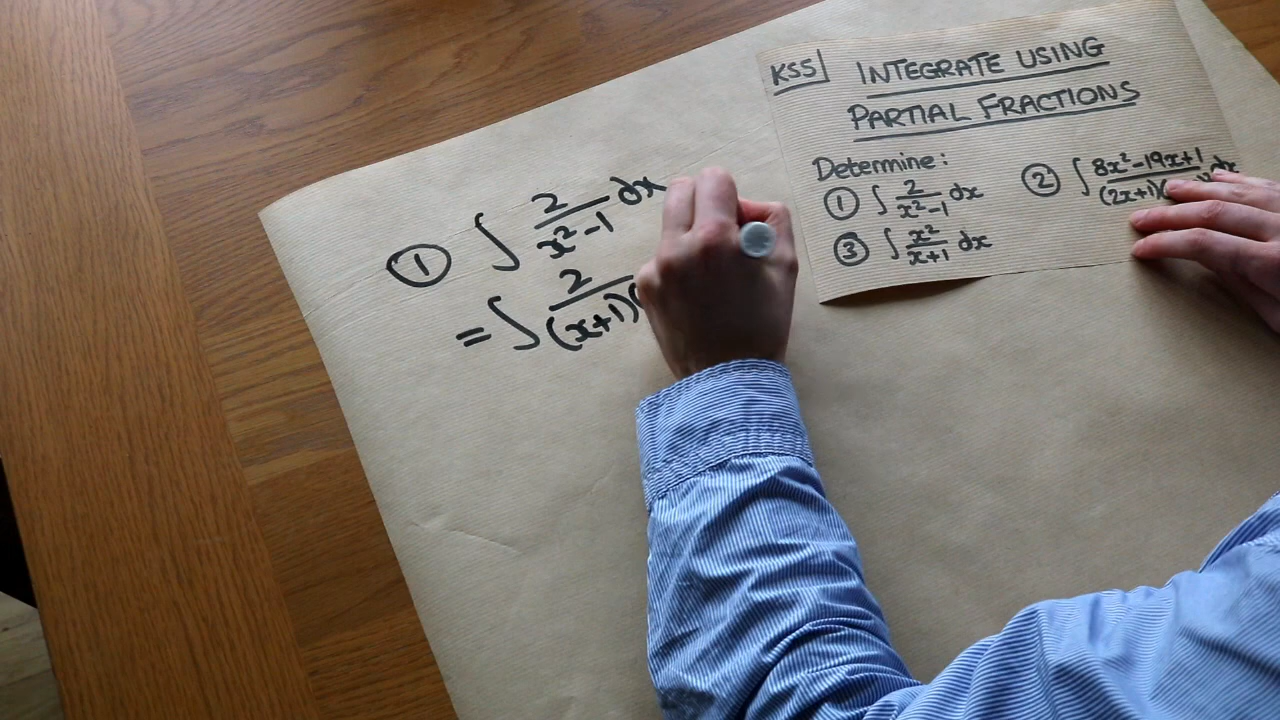 KS5 INTEGRATE USING
PARTIAL FRACTIONS
Determine:
① ∫ 2/(x²-1) dx
② ∫ 8x²-19x+1/(2x+1)( dx
③ ∫ x²/(x+1) dx
① ∫ 2/(x²-1) dx
= ∫ 2/(x+1)(